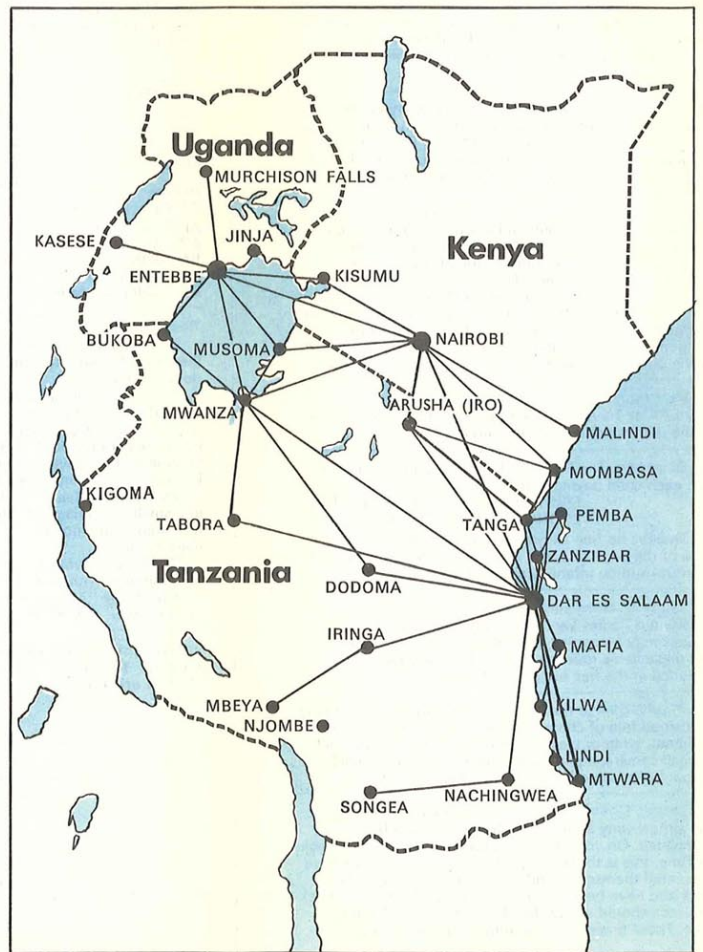 Uganda
MURCHISON FALLS
KASESE
JINJA
Kenya
ENTEBBE
KISUMU
BUKOBA
MUSOMA
NAIROBI
MWANZA
ARUSHA (JRO)
MALINDI
MOMBASA
KIGOMA
TABORA
TANGA
PEMBA
ZANZIBAR
Tanzania
DODOMA
DAR ES SALAAM
IRINGA
MAFIA
MBEYA
KILWA
NJOMBE
LINDI
MTWARA
SONGEA
NACHINGWEA